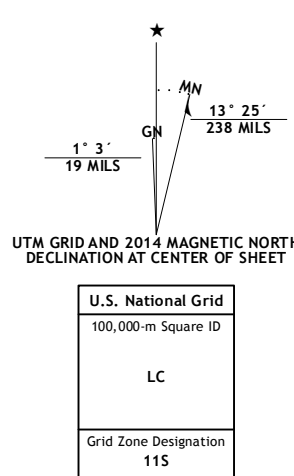 MN
GN
13° 25´
238 MILS
1° 3´
19 MILS
UTM GRID AND 2014 MAGNETIC NORTH
DECLINATION AT CENTER OF SHEET
U.S. National Grid
100,000-m Square ID
LC
Grid Zone Designation
11S